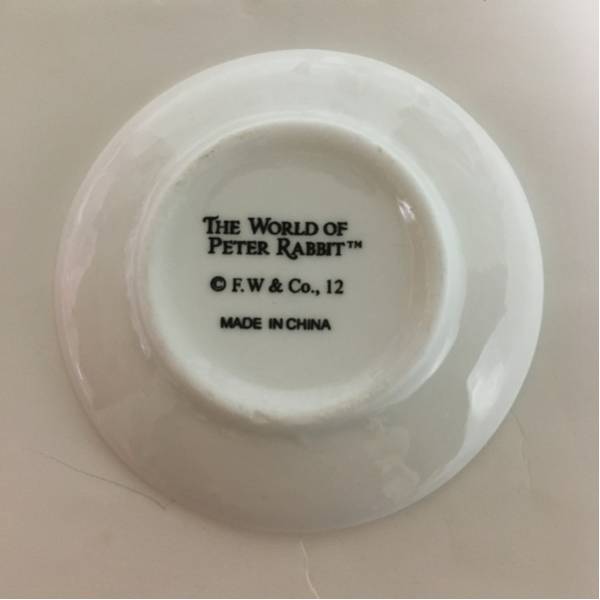 THE WORLD OF
PETER RABBIT™
© F.W & Co., 12
MADE IN CHINA